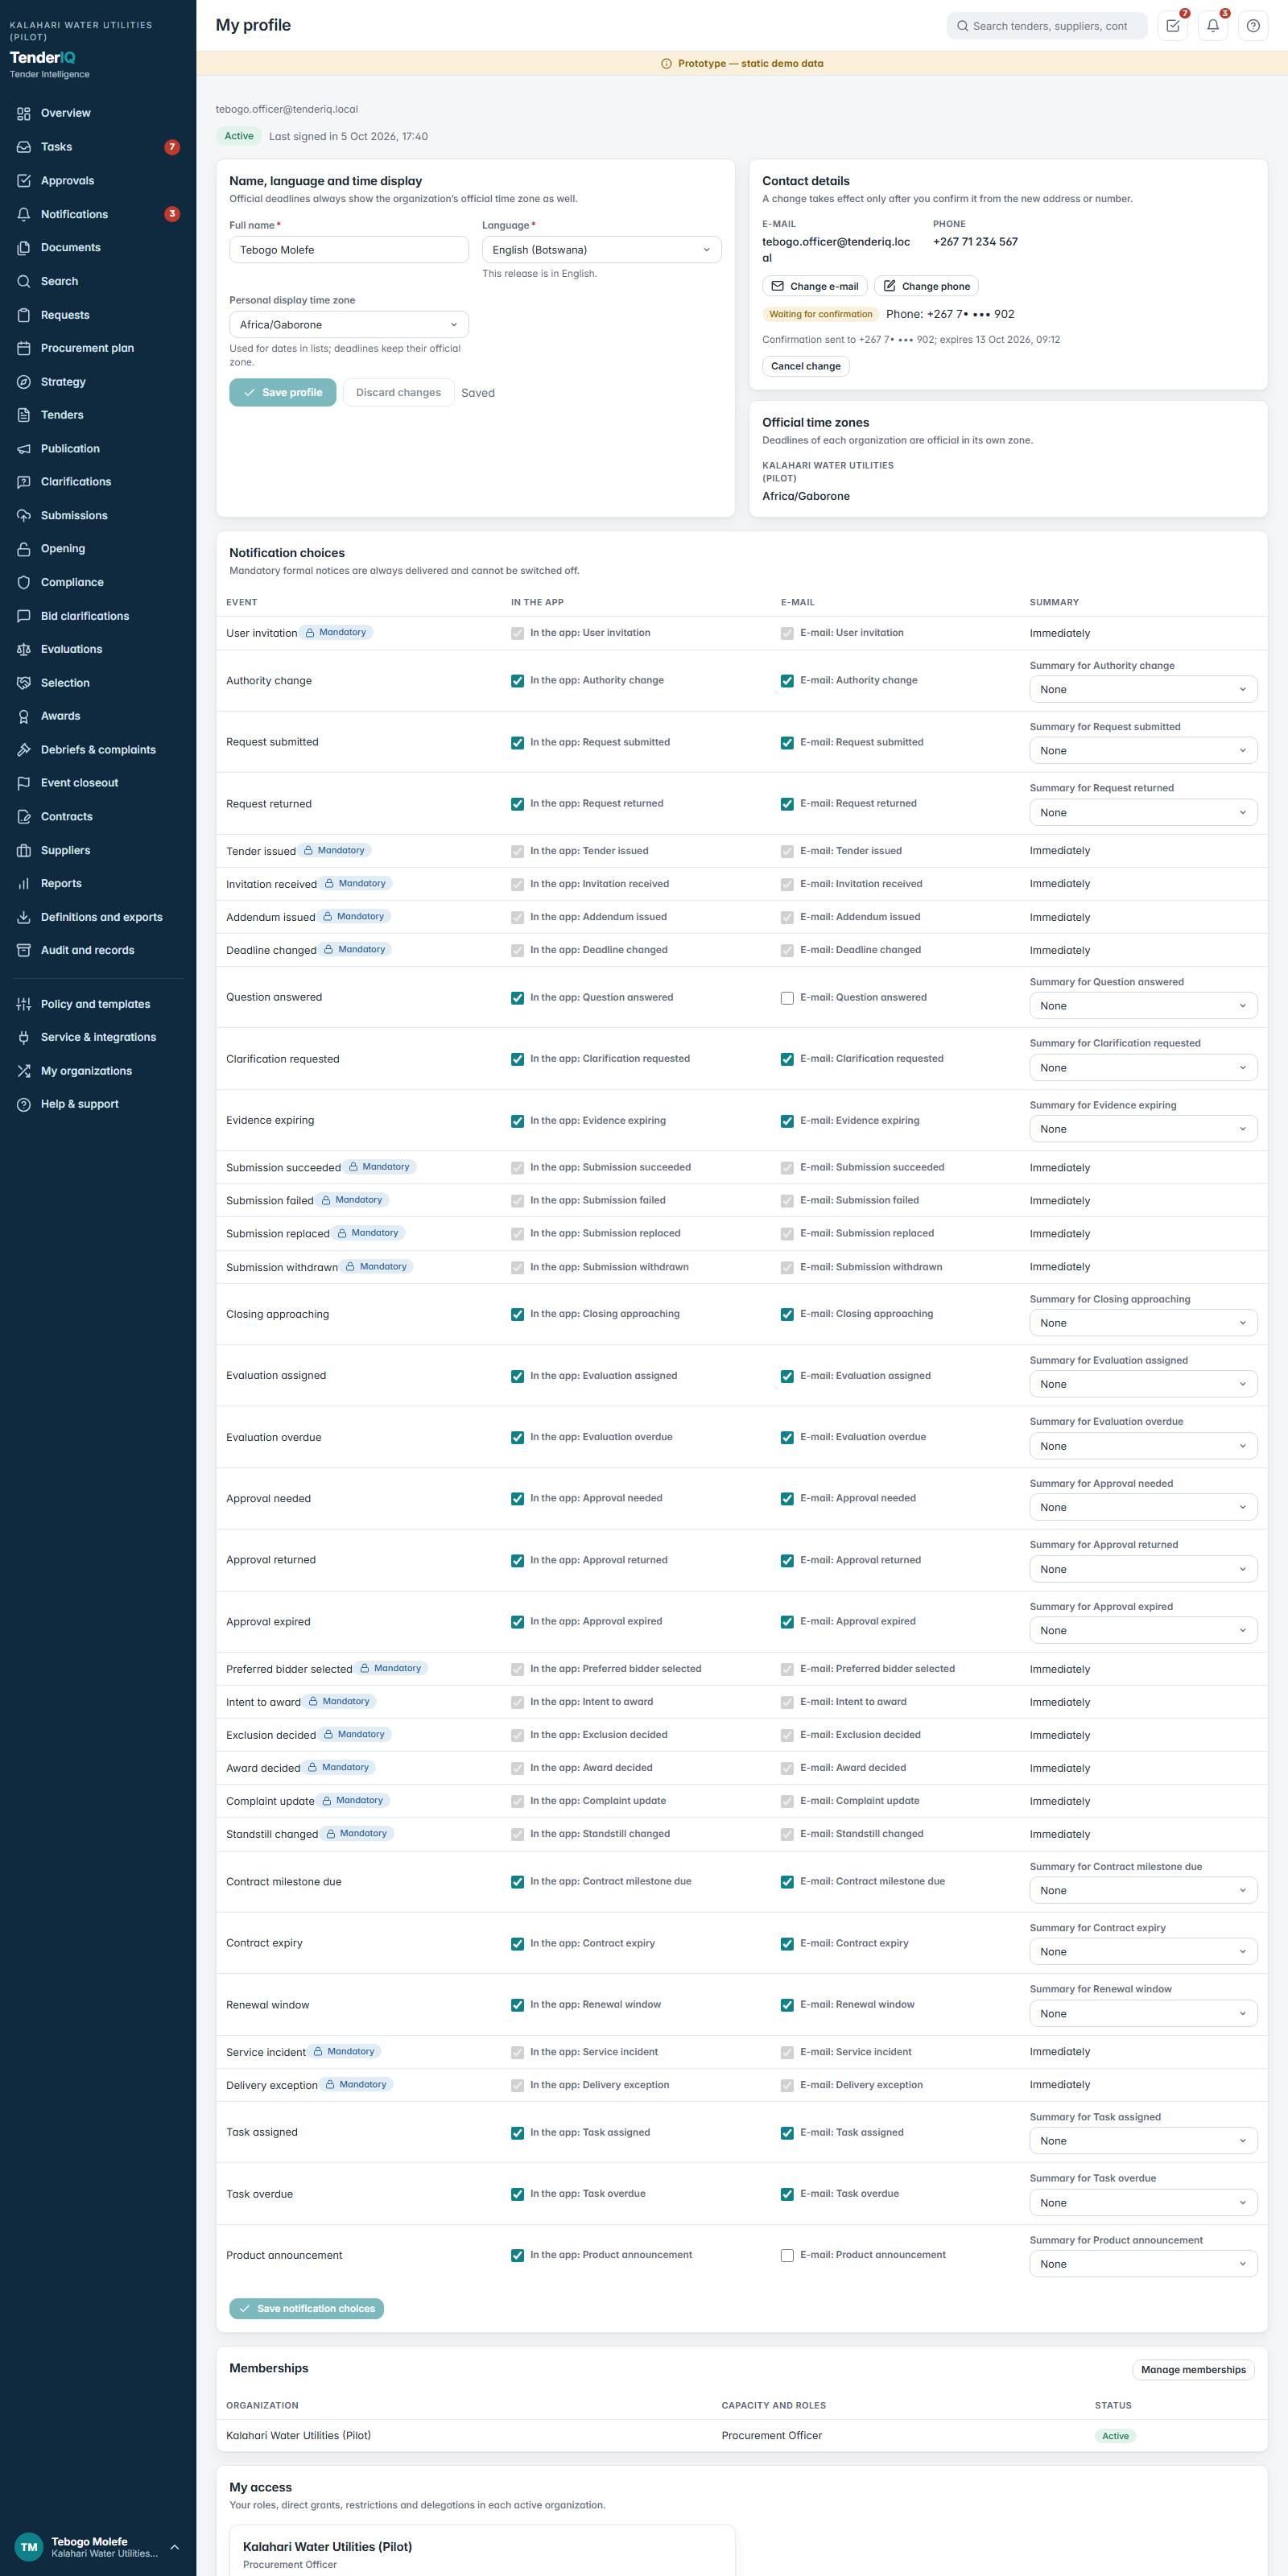 KALAHARI WATER UTILITIES
(PILOT)
TenderIQ
Tender Intelligence
Overview
Tasks 7
Approvals
Notifications 3
Documents
Search
Requests
Procurement plan
Strategy
Tenders
Publication
Clarifications
Submissions
Opening
Compliance
Bid clarifications
Evaluations
Selection
Awards
Debriefs & complaints
Event closeout
Contracts
Suppliers
Reports
Definitions and exports
Audit and records
Policy and templates
Service & integrations
My organizations
Help & support
TM
Tebogo Molefe
Kalahari Water Utilities...
My profile
Search tenders, suppliers, cont
7
3
Prototype — static demo data
tebogo.officer@tenderiq.local
Active Last signed in 5 Oct 2026, 17:40
Name, language and time display
Official deadlines always show the organization's official time zone as well.
Full name * Language *
Tebogo Molefe English (Botswana)
This release is in English.
Personal display time zone
Africa/Gaborone
Used for dates in lists; deadlines keep their official
zone.
Save profile Discard changes Saved
Contact details
A change takes effect only after you confirm it from the new address or number.
E-MAIL PHONE
tebogo.officer@tenderiq.loc +267 71 234 567
al
Change e-mail Change phone
Waiting for confirmation Phone: +267 7• ••• 902
Confirmation sent to +267 7• ••• 902; expires 13 Oct 2026, 09:12
Cancel change
Official time zones
Deadlines of each organization are official in its own zone.
KALAHARI WATER UTILITIES
(PILOT)
Africa/Gaborone
Notification choices
Mandatory formal notices are always delivered and cannot be switched off.
EVENT IN THE APP E-MAIL SUMMARY
User invitation Mandatory In the app: User invitation E-mail: User invitation Immediately
Summary for Authority change
Authority change In the app: Authority change E-mail: Authority change None
Summary for Request submitted
Request submitted In the app: Request submitted E-mail: Request submitted None
Summary for Request returned
Request returned In the app: Request returned E-mail: Request returned None
Tender issued Mandatory In the app: Tender issued E-mail: Tender issued Immediately
Invitation received Mandatory In the app: Invitation received E-mail: Invitation received Immediately
Addendum issued Mandatory In the app: Addendum issued E-mail: Addendum issued Immediately
Deadline changed Mandatory In the app: Deadline changed E-mail: Deadline changed Immediately
Summary for Question answered
Question answered In the app: Question answered E-mail: Question answered None
Summary for Clarification requested
Clarification requested In the app: Clarification requested E-mail: Clarification requested None
Summary for Evidence expiring
Evidence expiring In the app: Evidence expiring E-mail: Evidence expiring None
Submission succeeded Mandatory In the app: Submission succeeded E-mail: Submission succeeded Immediately
Submission failed Mandatory In the app: Submission failed E-mail: Submission failed Immediately
Submission replaced Mandatory In the app: Submission replaced E-mail: Submission replaced Immediately
Submission withdrawn Mandatory In the app: Submission withdrawn E-mail: Submission withdrawn Immediately
Summary for Closing approaching
Closing approaching In the app: Closing approaching E-mail: Closing approaching None
Summary for Evaluation assigned
Evaluation assigned In the app: Evaluation assigned E-mail: Evaluation assigned None
Summary for Evaluation overdue
Evaluation overdue In the app: Evaluation overdue E-mail: Evaluation overdue None
Summary for Approval needed
Approval needed In the app: Approval needed E-mail: Approval needed None
Summary for Approval returned
Approval returned In the app: Approval returned E-mail: Approval returned None
Summary for Approval expired
Approval expired In the app: Approval expired E-mail: Approval expired None
Preferred bidder selected Mandatory In the app: Preferred bidder selected E-mail: Preferred bidder selected Immediately
Intent to award Mandatory In the app: Intent to award E-mail: Intent to award Immediately
Exclusion decided Mandatory In the app: Exclusion decided E-mail: Exclusion decided Immediately
Award decided Mandatory In the app: Award decided E-mail: Award decided Immediately
Complaint update Mandatory In the app: Complaint update E-mail: Complaint update Immediately
Standstill changed Mandatory In the app: Standstill changed E-mail: Standstill changed Immediately
Summary for Contract milestone due
Contract milestone due In the app: Contract milestone due E-mail: Contract milestone due None
Summary for Contract expiry
Contract expiry In the app: Contract expiry E-mail: Contract expiry None
Summary for Renewal window
Renewal window In the app: Renewal window E-mail: Renewal window None
Service incident Mandatory In the app: Service incident E-mail: Service incident Immediately
Delivery exception Mandatory In the app: Delivery exception E-mail: Delivery exception Immediately
Summary for Task assigned
Task assigned In the app: Task assigned E-mail: Task assigned None
Summary for Task overdue
Task overdue In the app: Task overdue E-mail: Task overdue None
Summary for Product announcement
Product announcement In the app: Product announcement E-mail: Product announcement None
Save notification choices
Memberships Manage memberships
ORGANIZATION CAPACITY AND ROLES STATUS
Kalahari Water Utilities (Pilot) Procurement Officer Active
My access
Your roles, direct grants, restrictions and delegations in each active organization.
Kalahari Water Utilities (Pilot)
Procurement Officer